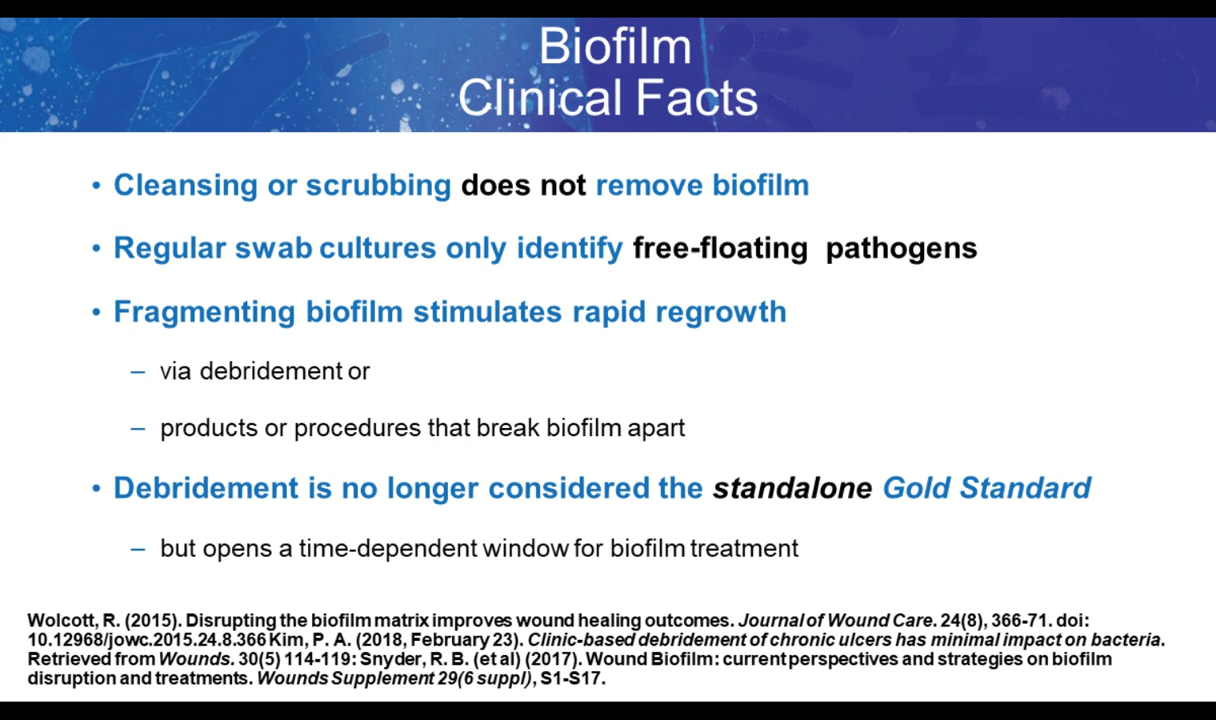 Biofilm
Clinical Facts
• Cleansing or scrubbing does not remove biofilm
• Regular swab cultures only identify free-floating pathogens
• Fragmenting biofilm stimulates rapid regrowth
– via debridement or
– products or procedures that break biofilm apart
• Debridement is no longer considered the standalone Gold Standard
– but opens a time-dependent window for biofilm treatment
Wolcott, R. (2015). Disrupting the biofilm matrix improves wound healing outcomes. Journal of Wound Care. 24(8), 366-71. doi:
10.12968/jowc.2015.24.8.366 Kim, P. A. (2018, February 23). Clinic-based debridement of chronic ulcers has minimal impact on bacteria.
Retrieved from Wounds. 30(5) 114-119: Snyder, R. B. (et al) (2017). Wound Biofilm: current perspectives and strategies on biofilm
disruption and treatments. Wounds Supplement 29(6 suppl), S1-S17.